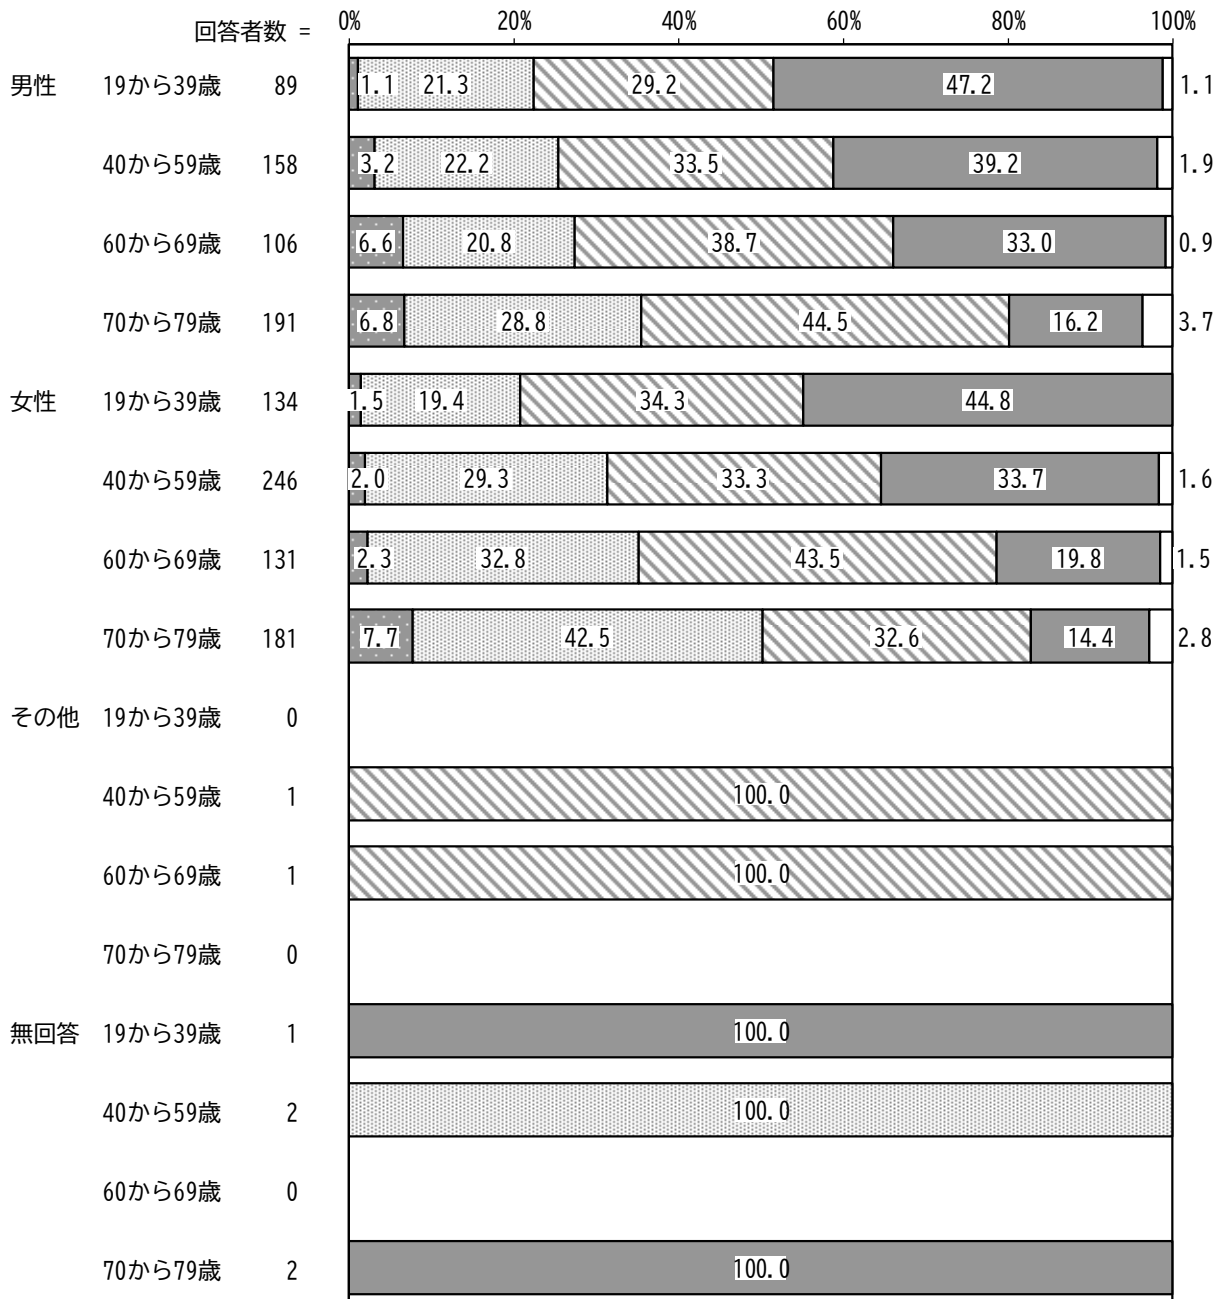 回答者数 = 0% 20% 40% 60% 80% 100%
男性 19から39歳 89 1.1 21.3 29.2 47.2 1.1
40から59歳 158 3.2 22.2 33.5 39.2 1.9
60から69歳 106 6.6 20.8 38.7 33.0 0.9
70から79歳 191 6.8 28.8 44.5 16.2 3.7
女性 19から39歳 134 1.5 19.4 34.3 44.8
40から59歳 246 2.0 29.3 33.3 33.7 1.6
60から69歳 131 2.3 32.8 43.5 19.8 1.5
70から79歳 181 7.7 42.5 32.6 14.4 2.8
その他 19から39歳 0
40から59歳 1 100.0
60から69歳 1 100.0
70から79歳 0
無回答 19から39歳 1 100.0
40から59歳 2 100.0
60から69歳 0
70から79歳 2 100.0